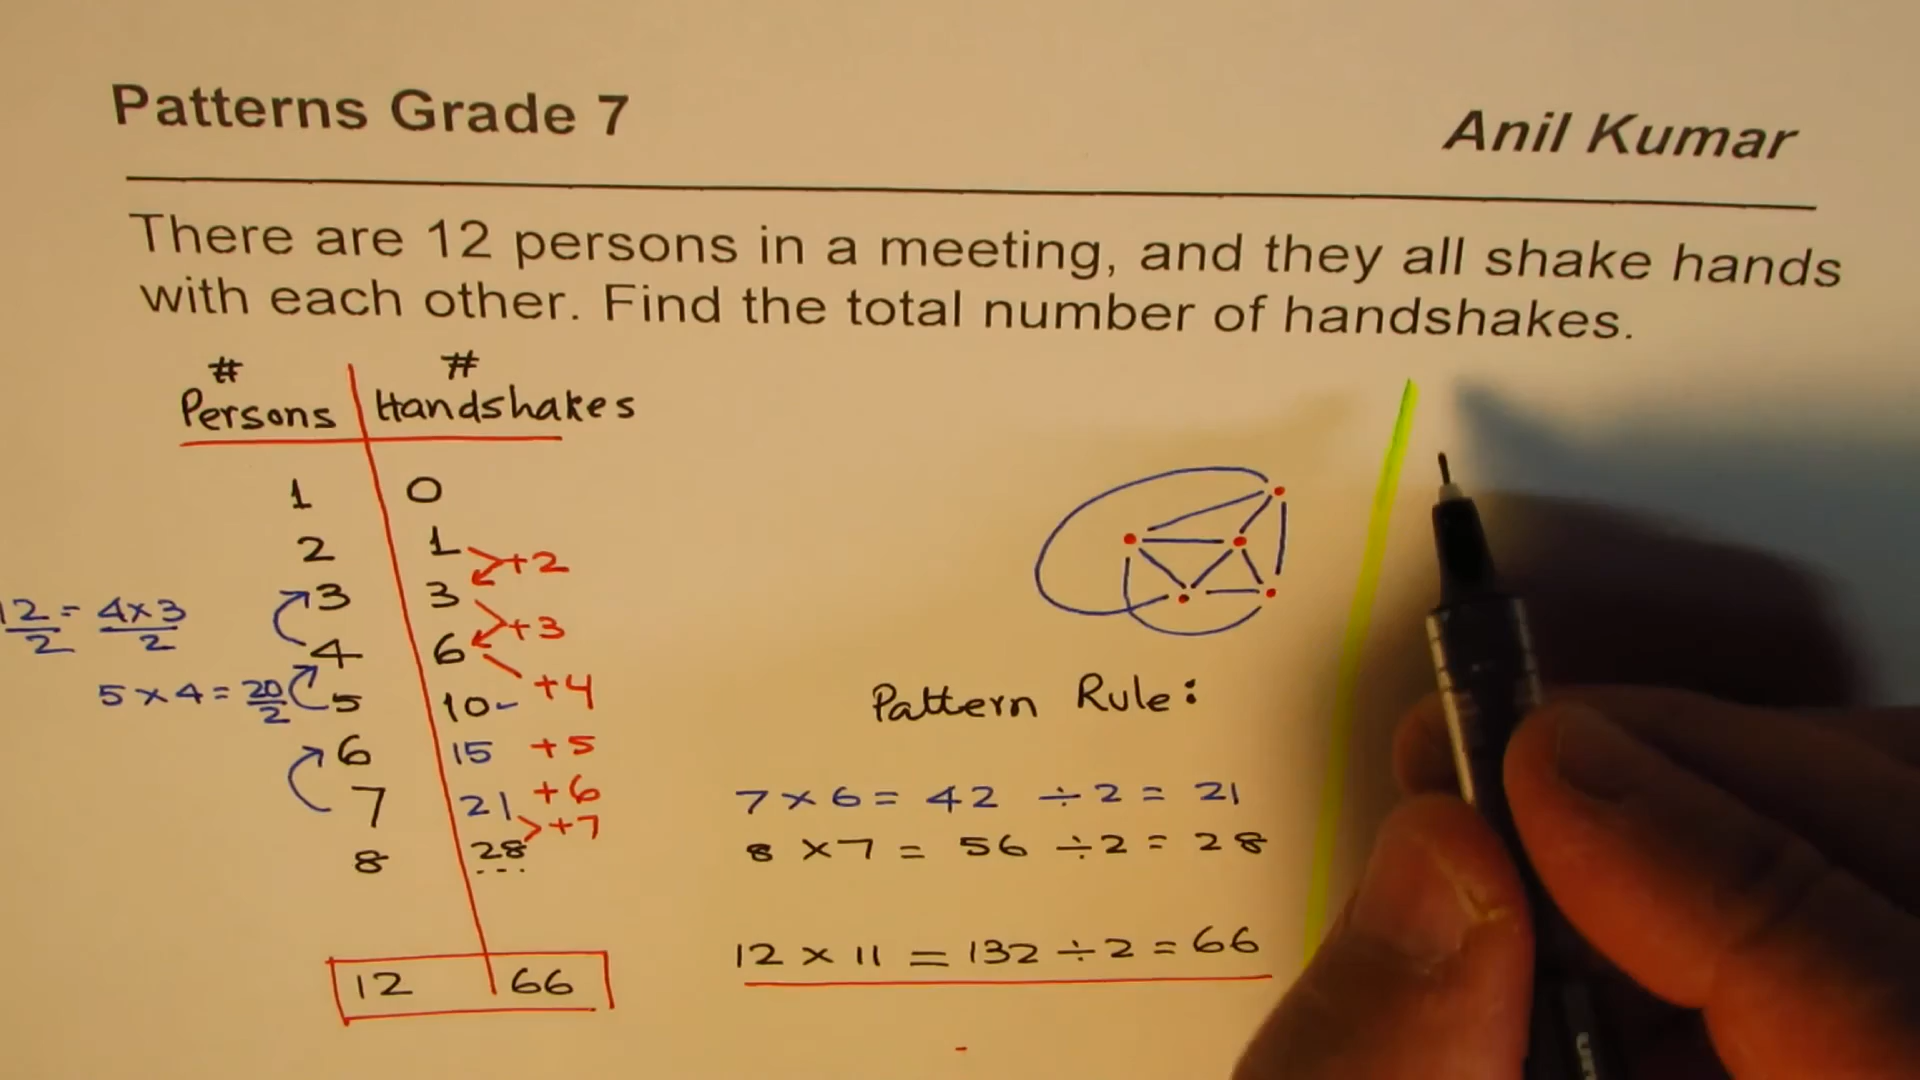 Patterns Grade 7 Anil Kumar
There are 12 persons in a meeting, and they all shake hands
with each other. Find the total number of handshakes.
# #
Persons Handshakes
1 0
2 1 +2
3 3 +3
4 6 +4
5 10 +5
6 15 +6
7 21 +7
8 28
...
12 66
12/2 = 4x3/2
5 x 4 = 20/2
Pattern Rule:
7 x 6 = 42 ÷ 2 = 21
8 x 7 = 56 ÷ 2 = 28
12 x 11 = 132 ÷ 2 = 66